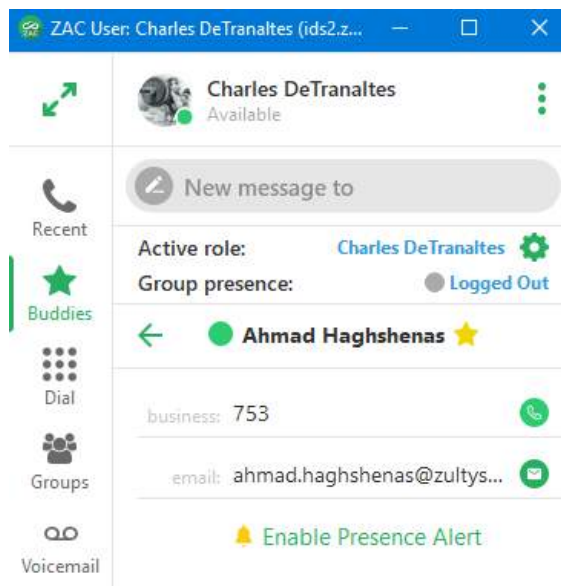 ZAC User: Charles DeTranaltes (ids2.z...
Charles DeTranaltes
Available
New message to
Recent
Active role: Charles DeTranaltes
Group presence: Logged Out
Buddies
Ahmad Haghshenas
Dial
business: 753
Groups
email: ahmad.haghshenas@zultys...
Enable Presence Alert
Voicemail